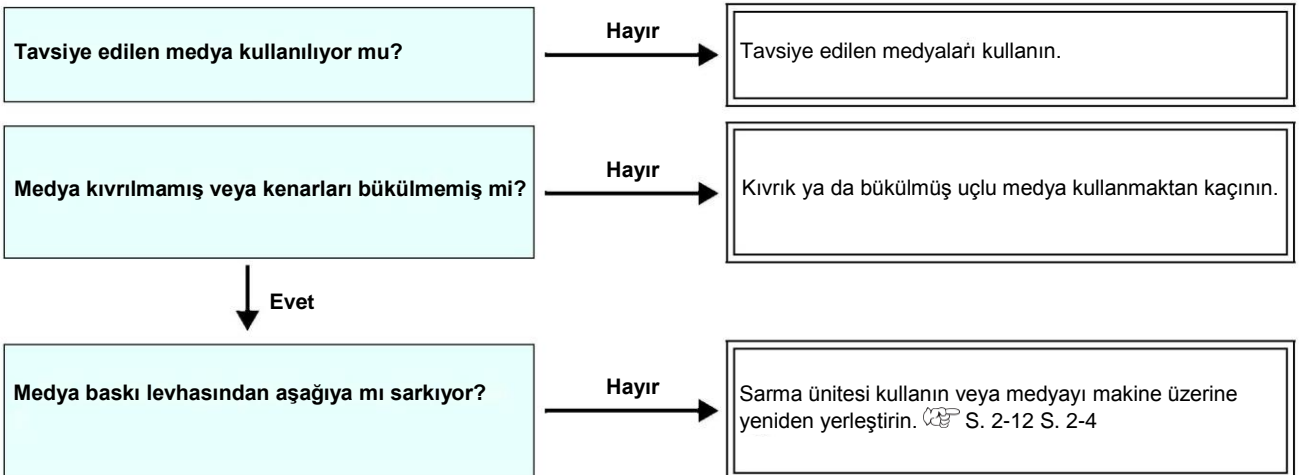 Tavsiye edilen medya kullanılıyor mu?
Hayır
Tavsiye edilen medyaları kullanın.
Medya kıvrılmamış veya kenarları bükülmemiş mi?
Hayır
Kıvrık ya da bükülmüş uçlu medya kullanmaktan kaçının.
Evet
Medya baskı levhasından aşağıya mı sarkıyor?
Hayır
Sarma ünitesi kullanın veya medyayı makine üzerine
yeniden yerleştirin. S. 2-12 S. 2-4